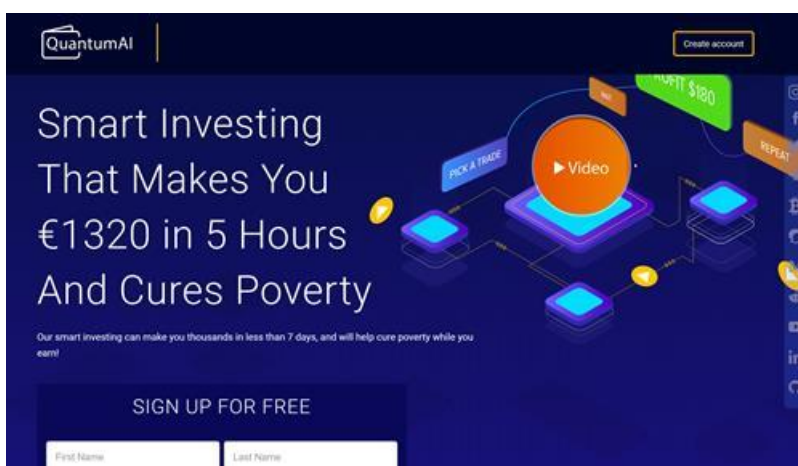 QuantumAI
Create account
Smart Investing
That Makes You
€1320 in 5 Hours
And Cures Poverty
PROFIT $180
PICK A TRADE
Video
REPEAT
Our smart investing can make you thousands in less than 7 days, and will help cure poverty while you
earn!
SIGN UP FOR FREE
First Name
Last Name